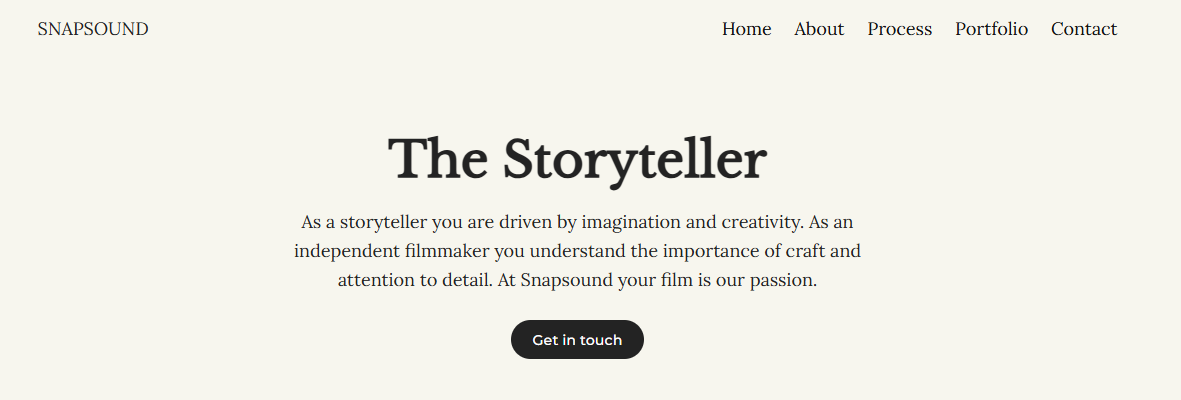 SNAPSOUND
Home About Process Portfolio Contact
The Storyteller
As a storyteller you are driven by imagination and creativity. As an
independent filmmaker you understand the importance of craft and
attention to detail. At Snapsound your film is our passion.
Get in touch